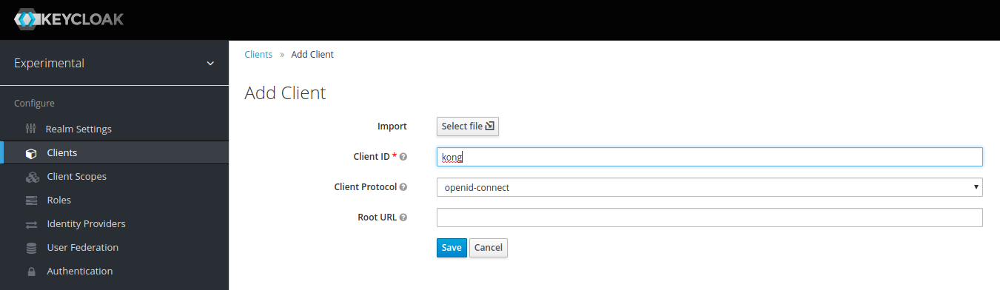 KEYCLOAK
Experimental
Configure
Realm Settings
Clients
Client Scopes
Roles
Identity Providers
User Federation
Authentication
Clients » Add Client
Add Client
Import Select file
Client ID * kong
Client Protocol openid-connect
Root URL
Save Cancel